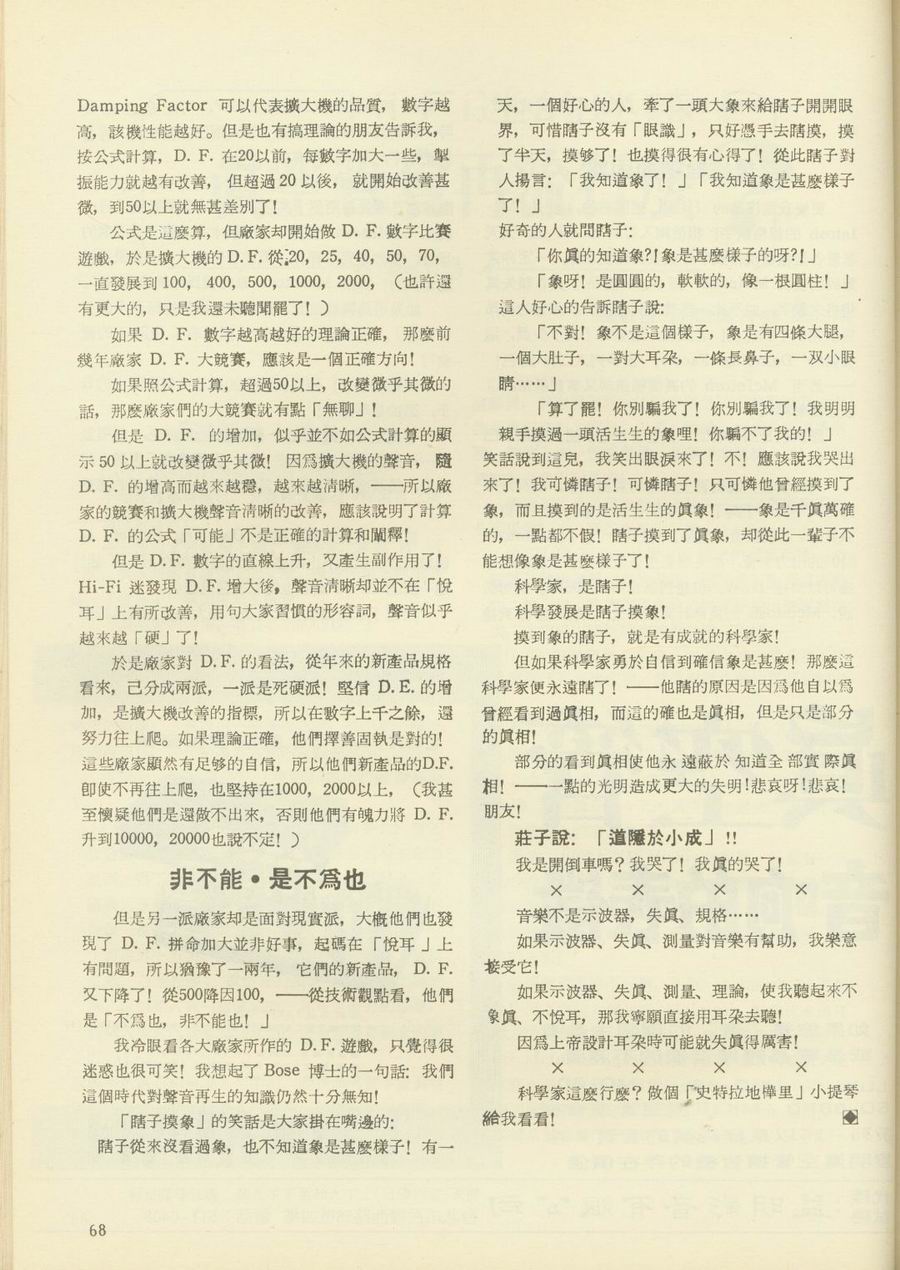 Damping Factor 可以代表擴大機的品質，數字越
高，該機性能越好。但是也有搞理論的朋友告訴我，
按公式計算，D. F. 在20以前，每數字加大一些，掣
振能力就越有改善，但超過 20 以後，就開始改善甚
微，到50以上就無甚差別了！
公式是這麼算，但廠家却開始做 D. F. 數字比賽
遊戲，於是擴大機的 D. F. 從20，25，40，50，70，
一直發展到 100，400，500，1000，2000，（也許還
有更大的，只是我還未聽聞罷了！）
如果 D. F. 數字越高越好的理論正確，那麼前
幾年廠家 D. F. 大競賽，應該是一個正確方向！
如果照公式計算，超過50以上，改變微乎其微的
話，那麼廠家們的大競賽就有點「無聊」！
但是 D. F. 的增加，似乎並不如公式計算的顯
示 50 以上就改變微乎其微！因爲擴大機的聲音，隨
D. F. 的增高而越來越穩，越來越淸晰，——所以廠
家的競賽和擴大機聲音淸晰的改善，應該說明了計算
D. F. 的公式「可能」不是正確的計算和闡釋！
但是 D. F. 數字的直線上升，又產生副作用了！
Hi-Fi 迷發現 D. F. 增大後，聲音淸晰却並不在「悅
耳」上有所改善，用句大家習慣的形容詞，聲音似乎
越來越「硬」了！
於是廠家對 D. F. 的看法，從年來的新產品規格
看來，己分成兩派，一派是死硬派！堅信 D. E. 的增
加，是擴大機改善的指標，所以在數字上千之餘，還
努力往上爬。如果理論正確，他們擇善固執是對的！
這些廠家顯然有足够的自信，所以他們新產品的D.F.
卽使不再往上爬，也堅持在1000，2000以上，（我甚
至懷疑他們是還做不出來，否則他們有魄力將 D. F.
升到10000，20000也說不定！）
非不能•是不爲也
但是另一派廠家却是面對現實派，大槪他們也發
現了 D. F. 拼命加大並非好事，起碼在「悅耳」上
有問題，所以猶豫了一兩年，它們的新產品，D. F.
又下降了！從500降因100，——從技術觀點看，他們
是「不爲也，非不能也！」
我冷眼看各大廠家所作的 D. F. 遊戲，只覺得很
迷惑也很可笑！我想起了 Bose 博士的一句話：我們
這個時代對聲音再生的知識仍然十分無知！
「瞎子摸象」的笑話是大家掛在嘴邊的：
瞎子從來沒看過象，也不知道象是甚麼樣子！有一
天，一個好心的人，牽了一頭大象來給瞎子開開眼
界，可惜瞎子沒有「眼識」，只好憑手去瞎摸，摸
了半天，摸够了！也摸得很有心得了！從此瞎子對
人揚言：「我知道象了！」「我知道象是甚麼樣子
了！」
好奇的人就問瞎子：
「你眞的知道象？！象是甚麼樣子的呀？！」
「象呀！是圓圓的，軟軟的，像一根圓柱！」
這人好心的告訴瞎子說：
「不對！象不是這個樣子，象是有四條大腿，
一個大肚子，一對大耳朶，一條長鼻子，一双小眼
睛……」
「算了罷！你別騙我了！你別騙我了！我明明
親手摸過一頭活生生的象哩！你騙不了我的！」
笑話說到這兒，我笑出眼淚來了！不！應該說我哭出
來了！我可憐瞎子！可憐瞎子！只可憐他曾經摸到了
象，而且摸到的是活生生的眞象！——象是千眞萬確
的，一點都不假！瞎子摸到了眞象，却從此一輩子不
能想像象是甚麼樣子了！
科學家，是瞎子！
科學發展是瞎子摸象！
摸到象的瞎子，就是有成就的科學家！
但如果科學家勇於自信到確信象是甚麼！那麼這
科學家便永遠瞎了！——他瞎的原因是因爲他自以爲
曾經看到過眞相，而這的確也是眞相，但是只是部分
的眞相！
部分的看到眞相使他永 遠蔽於 知道全 部實 際眞
相！——一點的光明造成更大的失明！悲哀呀！悲哀！
朋友！
莊子說：「道隱於小成」！！
我是開倒車嗎？我哭了！我眞的哭了！
× × × ×
音樂不是示波器，失眞、規格……
如果示波器、失眞、測量對音樂有幫助，我樂意
接受它！
如果示波器、失眞、測量、理論，使我聽起來不
象眞、不悅耳，那我寧願直接用耳朶去聽！
因爲上帝設計耳朶時可能就失眞得厲害！
× × × ×
科學家這麼行麼？做個「史特拉地樺里」小提琴
給我看看！
68